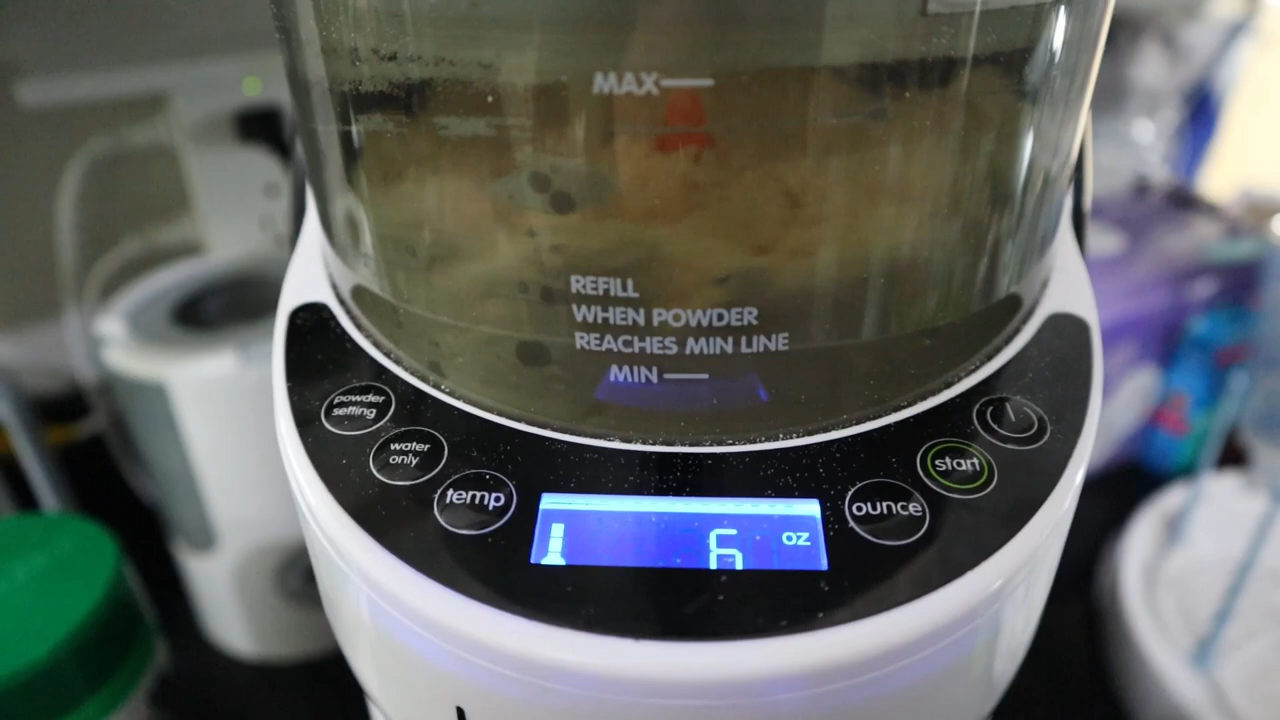 MAX
REFILL
WHEN POWDER
REACHES MIN LINE
MIN
powder
setting
water
only
temp
6 oz
ounce
start